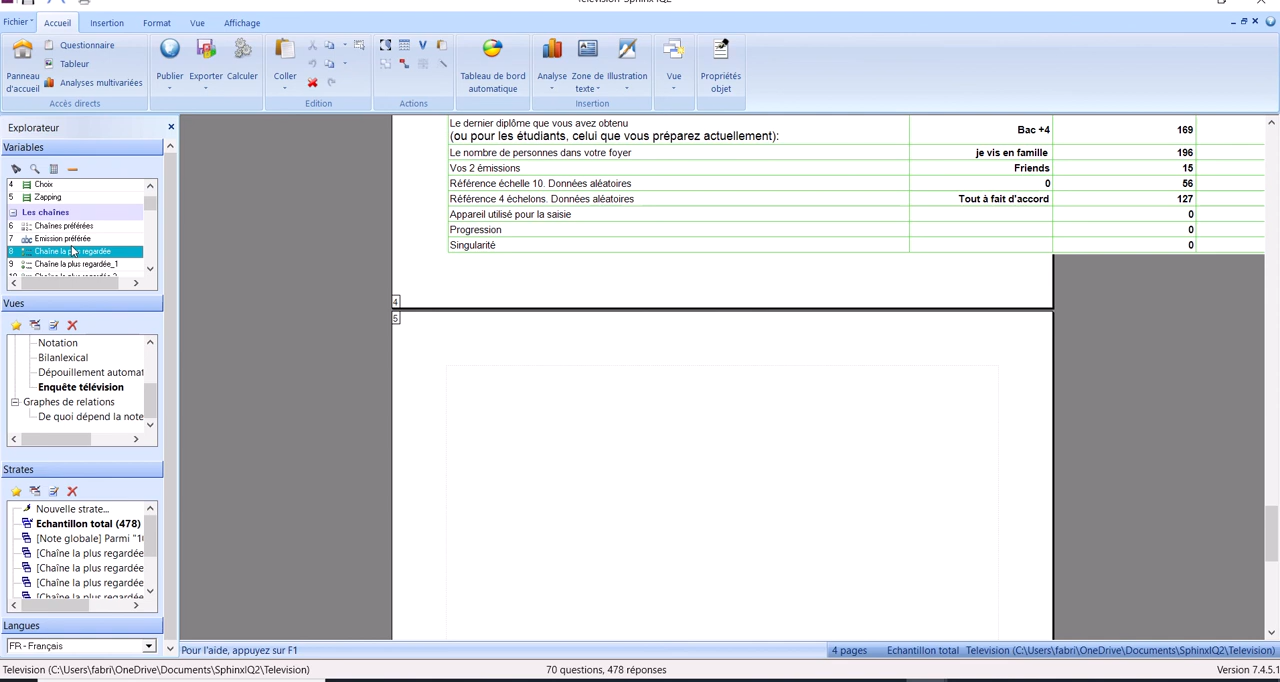 Television-SphinxIQ2
Fichier
Accueil
Insertion
Format
Vue
Affichage
Panneau d'accueil
Questionnaire
Tableur
Analyses multivariées
Accès directs
Publier
Exporter
Calculer
Coller
Edition
Actions
Tableau de bord automatique
Analyse
Zone de texte
Illustration
Insertion
Vue
Propriétés objet
Explorateur
Variables
4 Choix
5 Zapping
Les chaînes
6 Chaînes préférées
7 Emission préférée
8 Chaîne la plus regardée
9 Chaîne la plus regardée_1
Vues
Notation
Bilanlexical
Dépouillement automat
Enquête télévision
Graphes de relations
De quoi dépend la note
Strates
Nouvelle strate...
Echantillon total (478)
[Note globale] Parmi "1
[Chaîne la plus regardée
[Chaîne la plus regardée
[Chaîne la plus regardée
[Chaîne la plus regardée
Langues
FR - Français
Le dernier diplôme que vous avez obtenu
(ou pour les étudiants, celui que vous préparez actuellement): Bac +4 169
Le nombre de personnes dans votre foyer je vis en famille 196
Vos 2 émissions Friends 15
Référence échelle 10. Données aléatoires 0 56
Référence 4 échelons. Données aléatoires Tout à fait d'accord 127
Appareil utilisé pour la saisie 0
Progression 0
Singularité 0
4
5
Pour l'aide, appuyez sur F1
4 pages Echantillon total Television (C:\Users\fabri\OneDrive\Documents\SphinxIQ2\Television)
Television (C:\Users\fabri\OneDrive\Documents\SphinxIQ2\Television)
70 questions, 478 réponses
Version 7.4.5.1